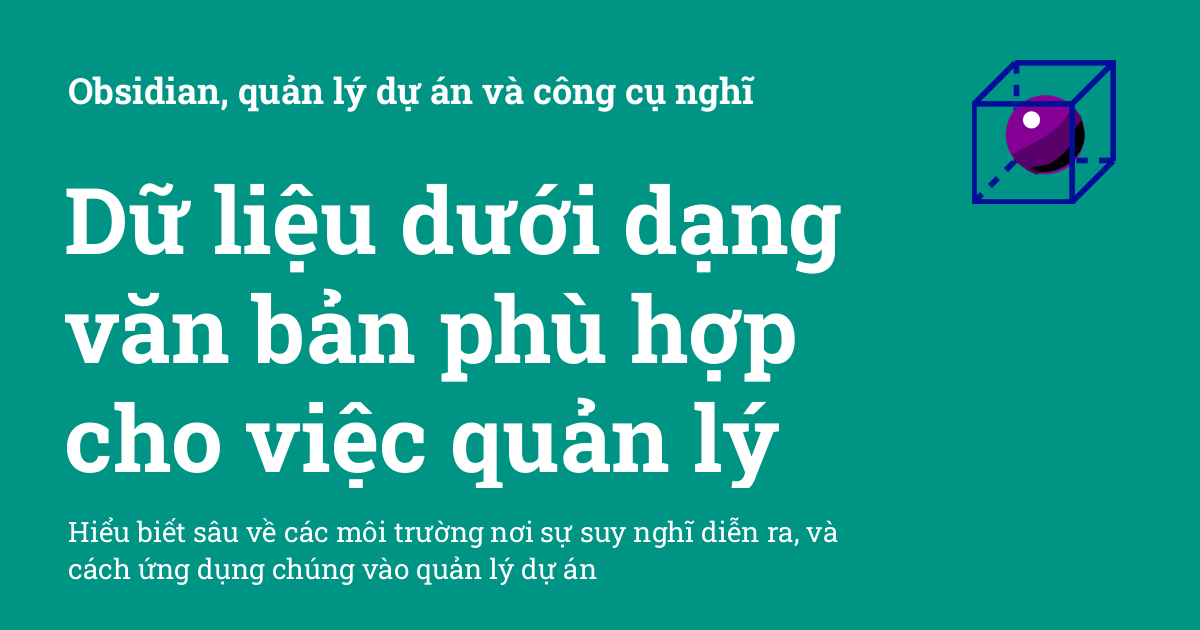 Obsidian, quản lý dự án và công cụ nghĩ
Dữ liệu dưới dạng
văn bản phù hợp
cho việc quản lý
Hiểu biết sâu về các môi trường nơi sự suy nghĩ diễn ra, và
cách ứng dụng chúng vào quản lý dự án